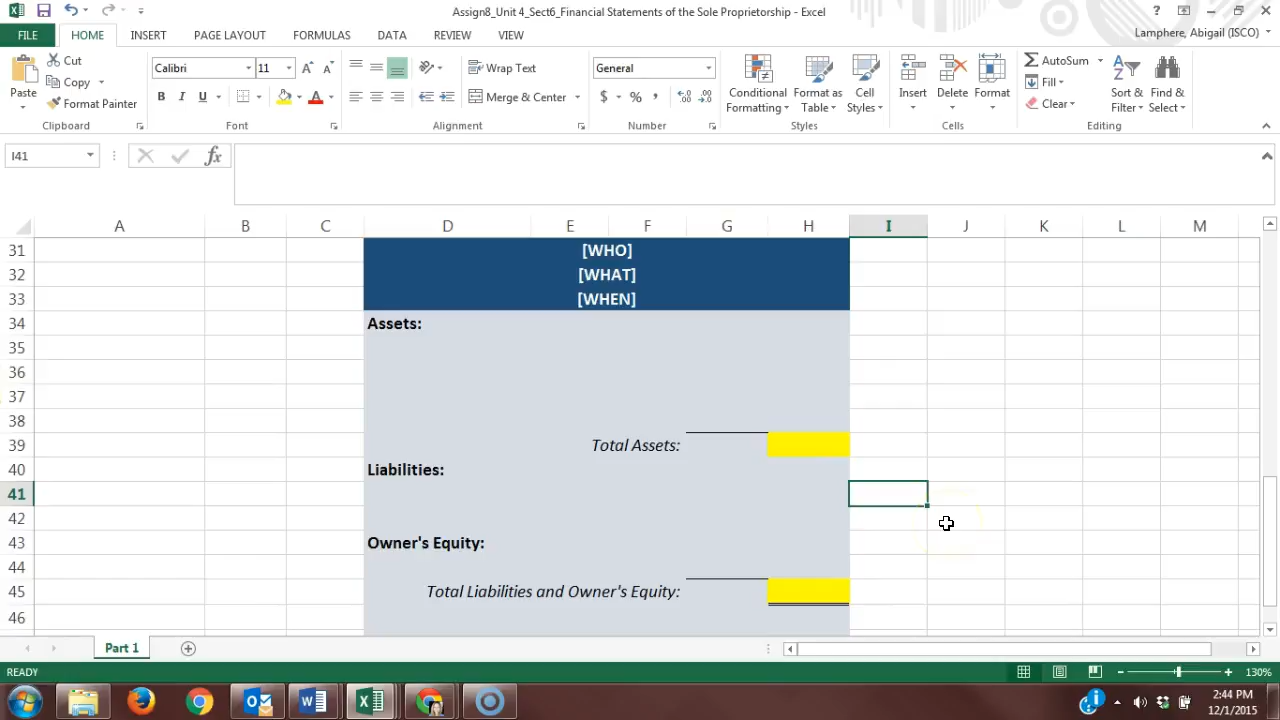 Assign8_Unit 4_Sect6_Financial Statements of the Sole Proprietorship - Excel
?
FILE HOME INSERT PAGE LAYOUT FORMULAS DATA REVIEW VIEW
Lamphere, Abigail (ISCO)
Paste
Cut
Copy
Format Painter
Clipboard
Calibri 11
B I U
Font
Wrap Text
Merge & Center
Alignment
General
$ % ,
Number
Conditional Formatting
Format as Table
Cell Styles
Styles
Insert Delete Format
Cells
AutoSum
Fill
Clear
Sort & Filter
Find & Select
Editing
I41 fx
A B C D E F G H I J K L M
31 [WHO]
32 [WHAT]
33 [WHEN]
34 Assets:
35
36
37
38
39 Total Assets:
40 Liabilities:
41
42
43 Owner's Equity:
44
45 Total Liabilities and Owner's Equity:
46
Part 1
READY
130%
2:44 PM
12/1/2015